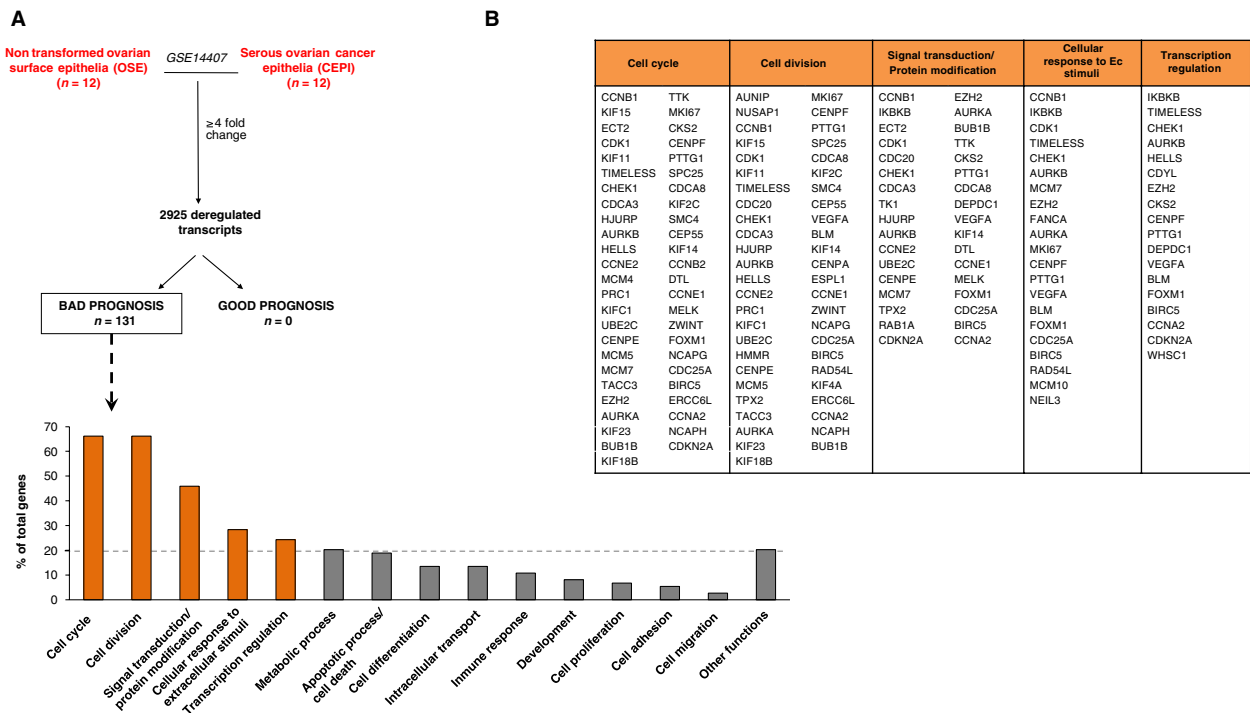 A
B
Non transformed ovarian
surface epithelia (OSE)
(n = 12)
GSE14407
Serous ovarian cancer
epithelia (CEPI)
(n = 12)
≥4 fold
change
2925 deregulated
transcripts
BAD PROGNOSIS
n = 131
GOOD PROGNOSIS
n = 0
% of total genes
70
60
50
40
30
20
10
0
Cell cycle
Cell division
Signal transduction/
protein modification
Cellular response to
extracellular stimuli
Transcription regulation
Metabolic process
Apoptotic process/
cell death
Cell differentiation
Intracellular transport
Inmune response
Development
Cell proliferation
Cell adhesion
Cell migration
Other functions
Cell cycle
CCNB1 TTK
KIF15 MKI67
ECT2 CKS2
CDK1 CENPF
KIF11 PTTG1
TIMELESS SPC25
CHEK1 CDCA8
CDCA3 KIF2C
HJURP SMC4
AURKB CEP55
HELLS KIF14
CCNE2 CCNB2
MCM4 DTL
PRC1 CCNE1
KIFC1 MELK
UBE2C ZWINT
CENPE FOXM1
MCM5 NCAPG
MCM7 CDC25A
TACC3 BIRC5
EZH2 ERCC6L
AURKA CCNA2
KIF23 NCAPH
BUB1B CDKN2A
KIF18B
Cell division
AUNIP MKI67
NUSAP1 CENPF
CCNB1 PTTG1
KIF15 SPC25
CDK1 CDCA8
KIF11 KIF2C
TIMELESS SMC4
CDC20 CEP55
CHEK1 VEGFA
CDCA3 BLM
HJURP KIF14
AURKB CENPA
HELLS ESPL1
CCNE2 CCNE1
PRC1 ZWINT
KIFC1 NCAPG
UBE2C CDC25A
HMMR BIRC5
CENPE RAD54L
MCM5 KIF4A
TPX2 ERCC6L
TACC3 CCNA2
AURKA NCAPH
KIF23 BUB1B
KIF18B
Signal transduction/
Protein modification
CCNB1 EZH2
IKBKB AURKA
ECT2 BUB1B
CDK1 TTK
CDC20 CKS2
CHEK1 PTTG1
CDCA3 CDCA8
TK1 DEPDC1
HJURP VEGFA
AURKB KIF14
CCNE2 DTL
UBE2C CCNE1
CENPE MELK
MCM7 FOXM1
TPX2 CDC25A
RAB1A BIRC5
CDKN2A CCNA2
Cellular
response to Ec
stimuli
CCNB1
IKBKB
CDK1
TIMELESS
CHEK1
AURKB
MCM7
EZH2
FANCA
AURKA
MKI67
CENPF
PTTG1
VEGFA
BLM
FOXM1
CDC25A
BIRC5
RAD54L
MCM10
NEIL3
Transcription
regulation
IKBKB
TIMELESS
CHEK1
AURKB
HELLS
CDYL
EZH2
CKS2
CENPF
PTTG1
DEPDC1
VEGFA
BLM
FOXM1
BIRC5
CCNA2
CDKN2A
WHSC1